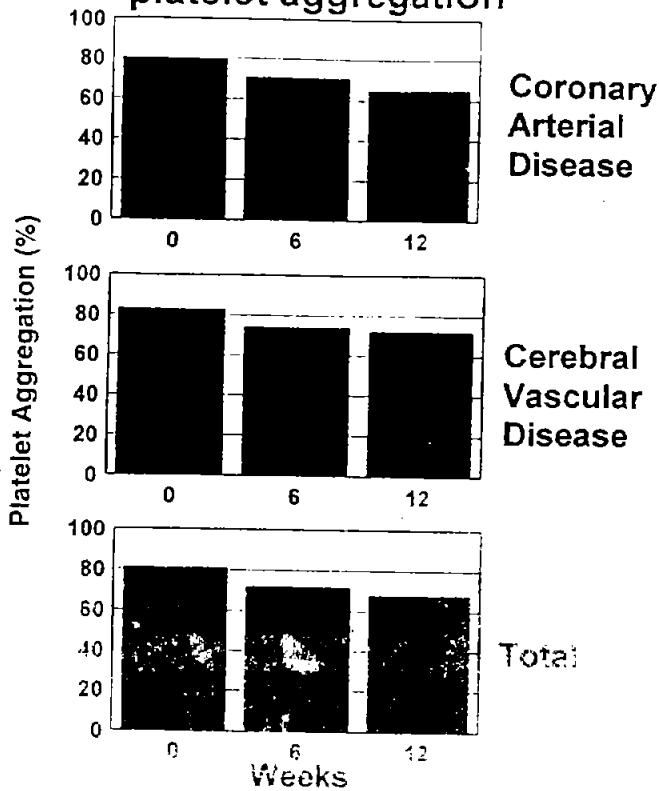 platelet aggregation
Platelet Aggregation (%)
100
80
60
40
20
0
0 6 12
Coronary
Arterial
Disease
100
80
60
40
20
0
0 6 12
Cerebral
Vascular
Disease
100
80
60
40
20
0
0 6 12
Total
Weeks